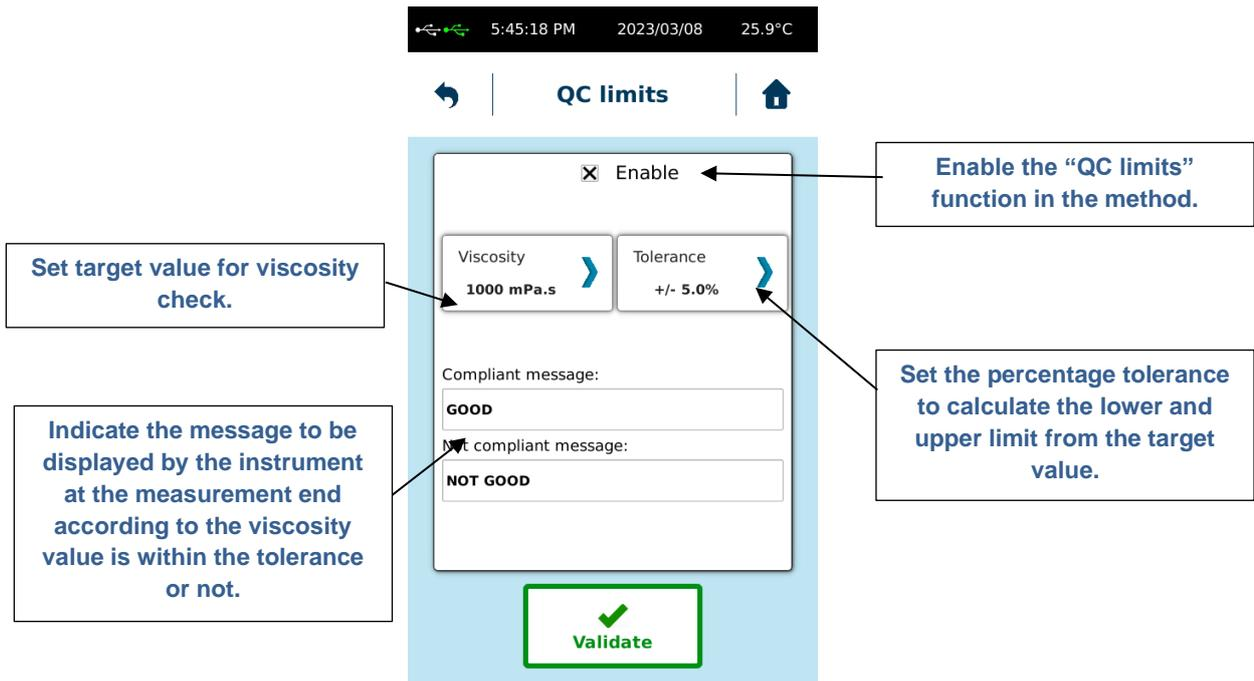 5:45:18 PM 2023/03/08 25.9°C
QC limits
Enable
Enable the “QC limits”
function in the method.
Set target value for viscosity
check.
Viscosity
1000 mPa.s
Tolerance
+/- 5.0%
Set the percentage tolerance
to calculate the lower and
upper limit from the target
value.
Compliant message:
GOOD
Not compliant message:
NOT GOOD
Indicate the message to be
displayed by the instrument
at the measurement end
according to the viscosity
value is within the tolerance
or not.
Validate